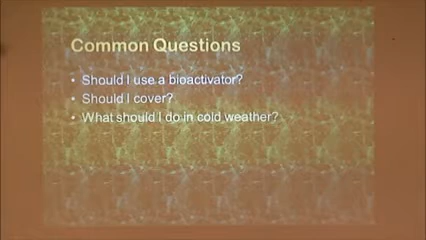 Common Questions
• Should I use a bioactivator?
• Should I cover?
• What should I do in cold weather?